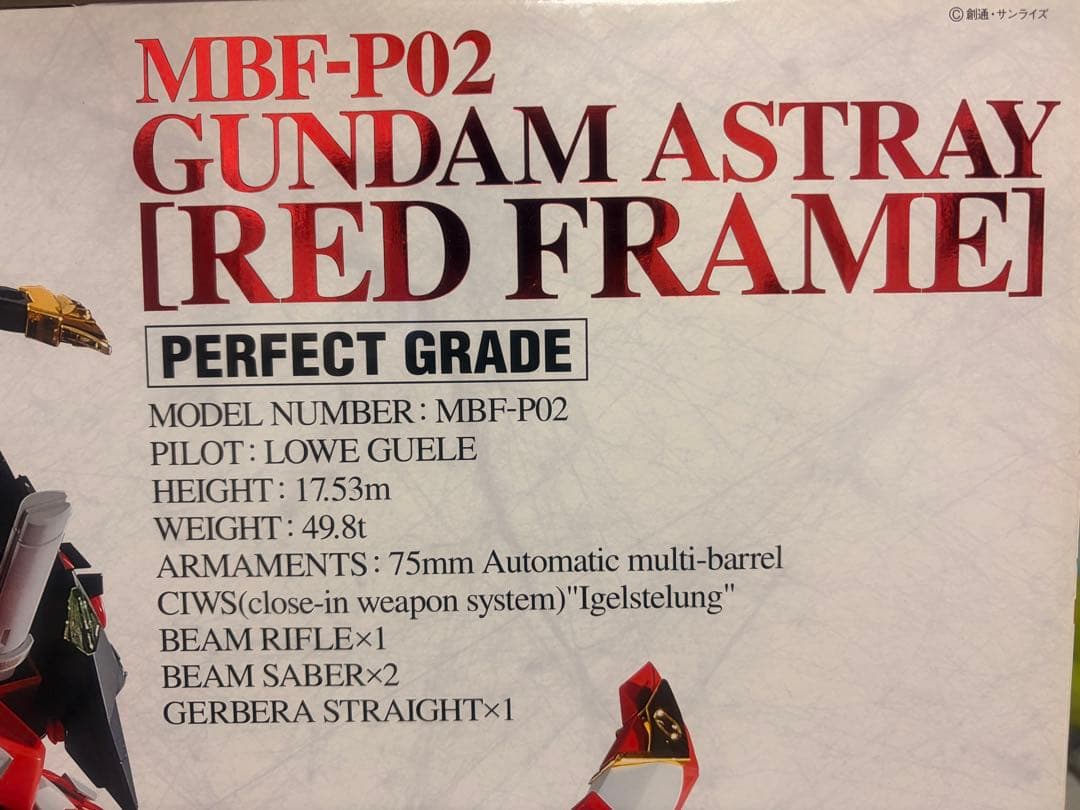 © 創通・サンライズ
MBF-P02
GUNDAM ASTRAY
[RED FRAME]
PERFECT GRADE
MODEL NUMBER : MBF-P02
PILOT : LOWE GUELE
HEIGHT : 17.53m
WEIGHT : 49.8t
ARMAMENTS : 75mm Automatic multi-barrel
CIWS(close-in weapon system)"Igelstelung"
BEAM RIFLE×1
BEAM SABER×2
GERBERA STRAIGHT×1